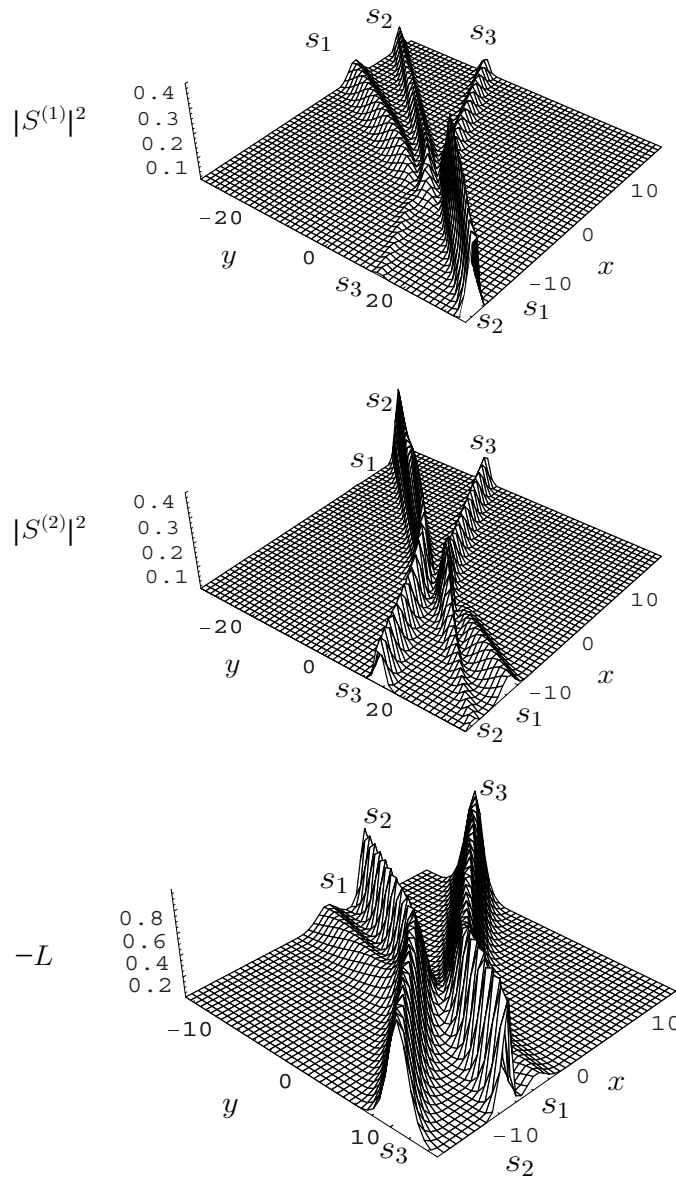 s₁ s₂ s₃
|S⁽¹⁾|²
0.4
0.3
0.2
0.1
−20
0
20
y
10
0
−10
x
s₃
s₂ s₁
s₂
s₁ s₃
|S⁽²⁾|²
0.4
0.3
0.2
0.1
−20
0
20
y
10
0
−10
x
s₃
s₂ s₁
s₃
s₂
s₁
−L
0.8
0.6
0.4
0.2
−10
0
10
y
10
0
−10
x
s₃
s₁
s₂